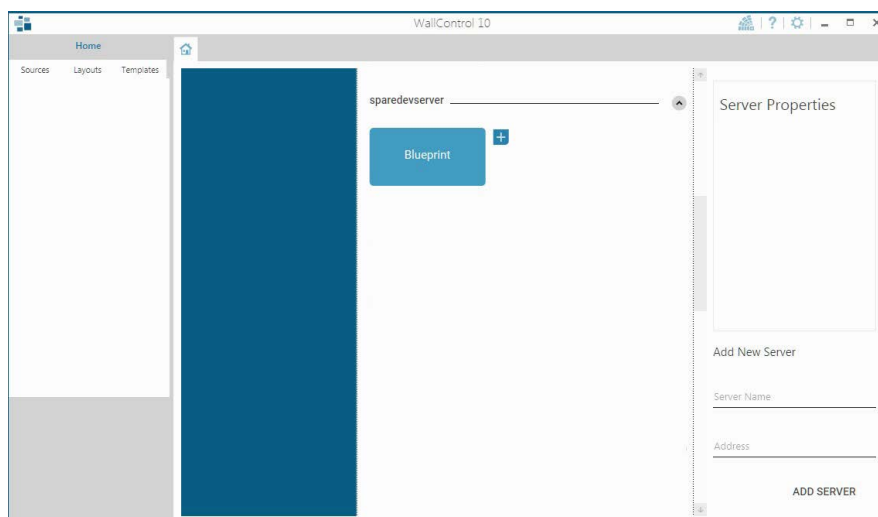 WallControl 10
?
Home
Sources Layouts Templates
sparedevserver
Blueprint
+
Server Properties
Add New Server
Server Name
Address
ADD SERVER